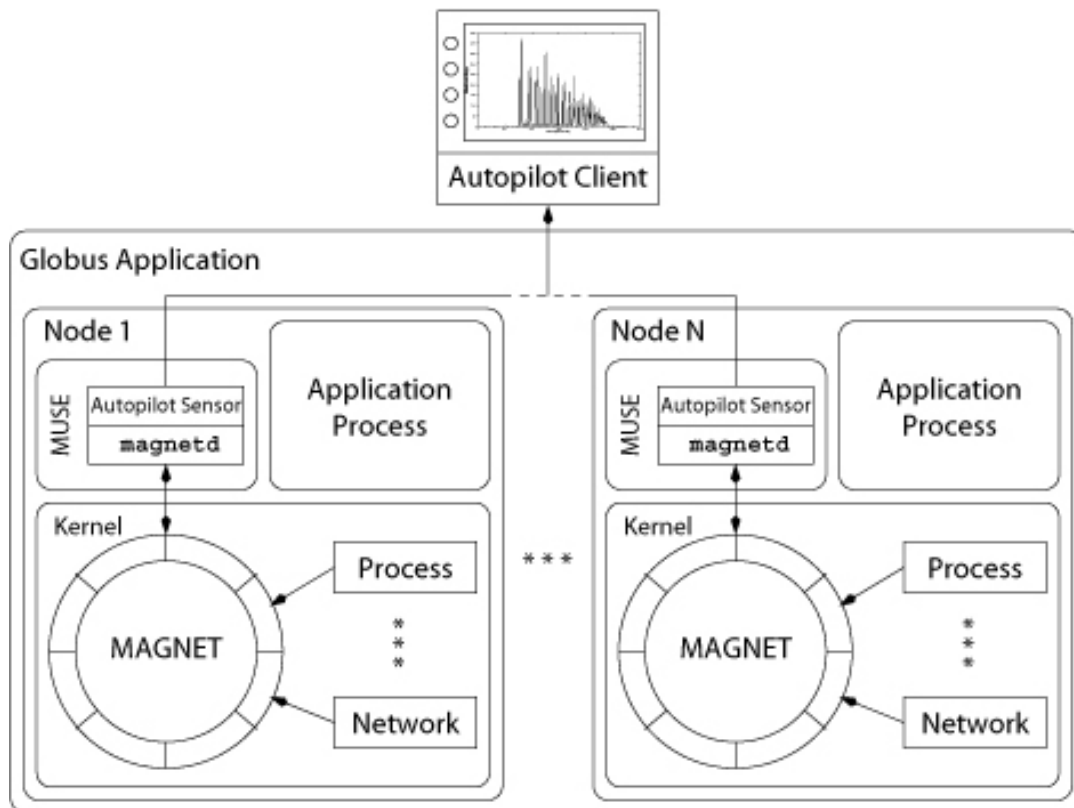 Autopilot Client
Globus Application
Node 1
MUSE
Autopilot Sensor
magnetd
Application
Process
Kernel
MAGNET
Process
***
Network
***
Node N
MUSE
Autopilot Sensor
magnetd
Application
Process
Kernel
MAGNET
Process
***
Network